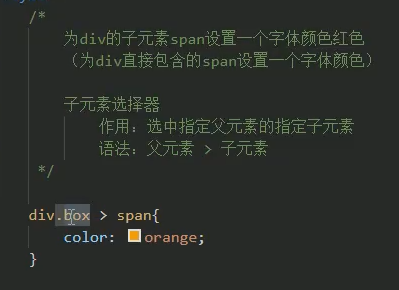 /*
为div的子元素span设置一个字体颜色红色
（为div直接包含的span设置一个字体颜色）
子元素选择器
作用：选中指定父元素的指定子元素
语法：父元素 > 子元素
*/
div.box > span{
color: orange;
}